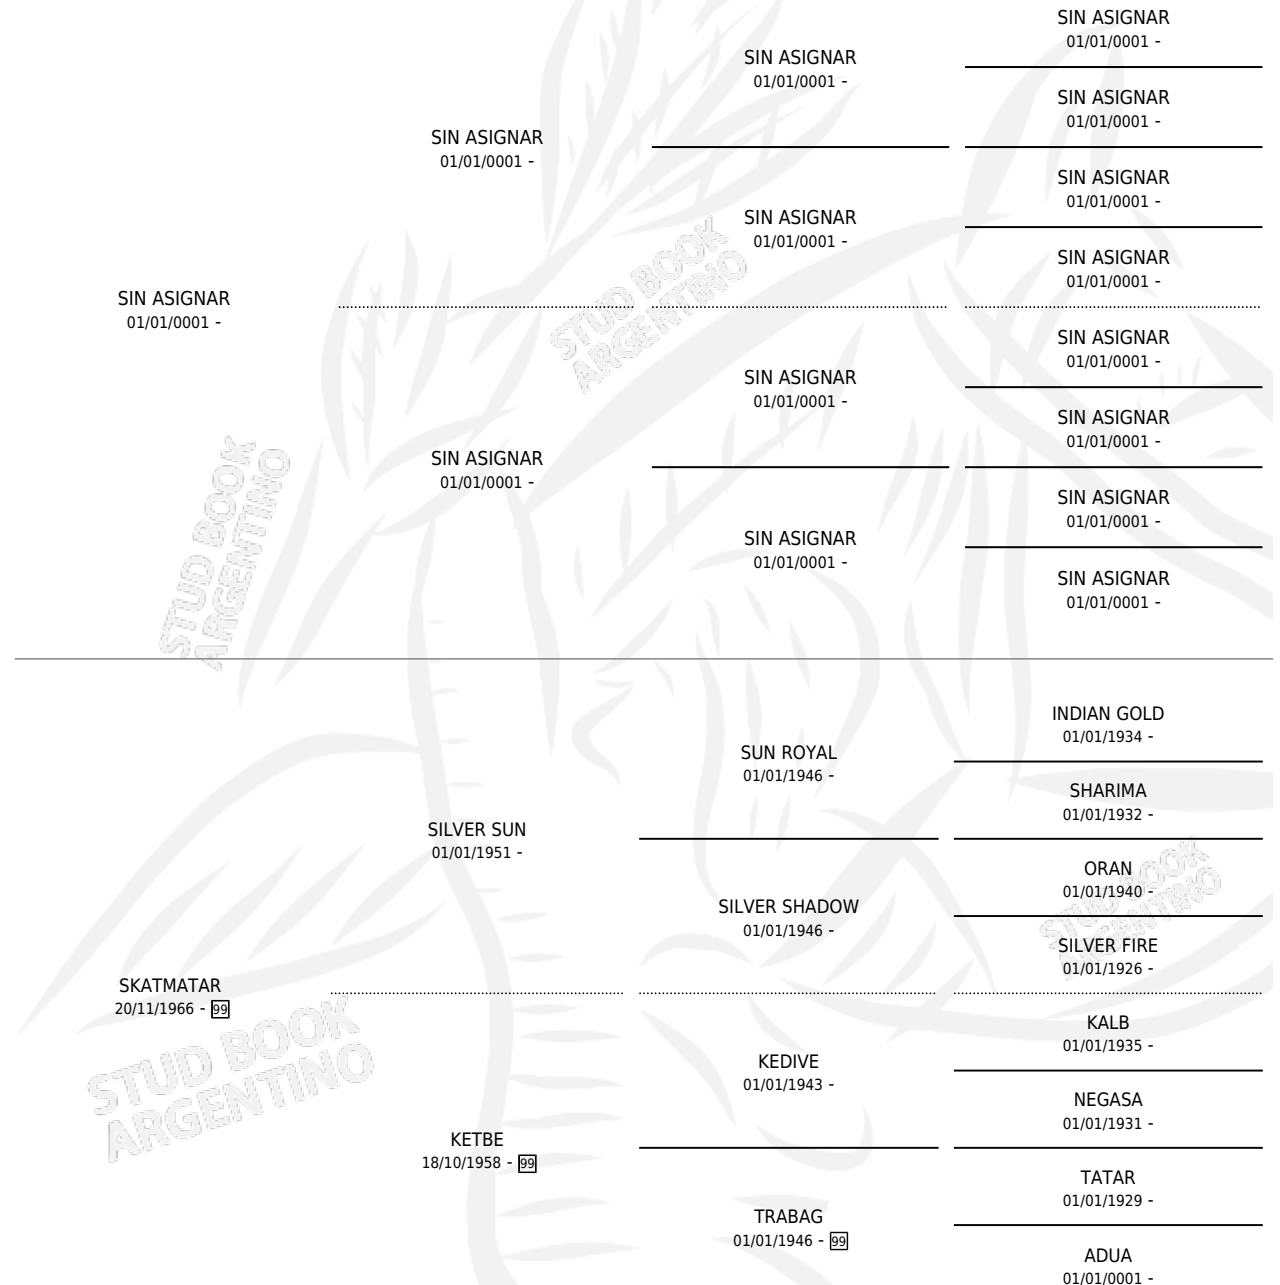 SIN ASIGNAR
01/01/0001 -
SIN ASIGNAR
01/01/0001 -
SIN ASIGNAR
01/01/0001 -
SIN ASIGNAR
01/01/0001 -
SIN ASIGNAR
01/01/0001 -
SIN ASIGNAR
01/01/0001 -
SIN ASIGNAR
01/01/0001 -
STUD BOOK
ARGENTINO
SIN ASIGNAR
01/01/0001 -
SIN ASIGNAR
01/01/0001 -
SIN ASIGNAR
01/01/0001 -
SIN ASIGNAR
01/01/0001 -
SIN ASIGNAR
01/01/0001 -
SIN ASIGNAR
01/01/0001 -
STUD BOOK
ARGENTINO
SIN ASIGNAR
01/01/0001 -
SIN ASIGNAR
01/01/0001 -
SIN ASIGNAR
01/01/0001 -
INDIAN GOLD
01/01/1934 -
SUN ROYAL
01/01/1946 -
SHARIMA
01/01/1932 -
SILVER SUN
01/01/1951 -
ORAN
01/01/1940 -
STUD BOOK
ARGENTINO
SILVER SHADOW
01/01/1946 -
SILVER FIRE
01/01/1926 -
SKATMATAR
20/11/1966 - 99
STUD BOOK
ARGENTINO
KALB
01/01/1935 -
KEDIVE
01/01/1943 -
NEGASA
01/01/1931 -
KETBE
18/10/1958 - 99
TATAR
01/01/1929 -
TRABAG
01/01/1946 - 99
ADUA
01/01/0001 -